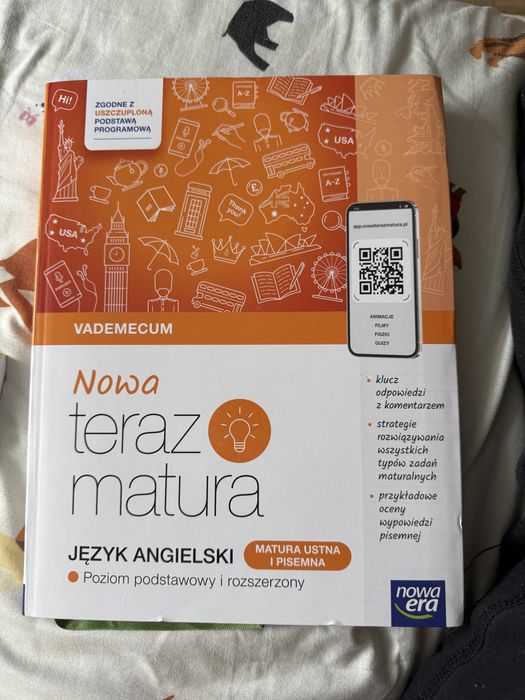 Hi!
ZGODNE Z
USZCZUPLONĄ
PODSTAWĄ
PROGRAMOWĄ
A-Z
USA
A-Z
Thank
you!
USA
app.nowaterazmatura.pl
ANIMACJE
FILMY
FISZKI
QUIZY
VADEMECUM
Nowa
teraz
matura
JĘZYK ANGIELSKI
MATURA USTNA
I PISEMNA
Poziom podstawowy i rozszerzony
klucz
odpowiedzi
z komentarzem
strategie
rozwiązywania
wszystkich
typów zadań
maturalnych
przykładowe
oceny
wypowiedzi
pisemnej
nowa
era